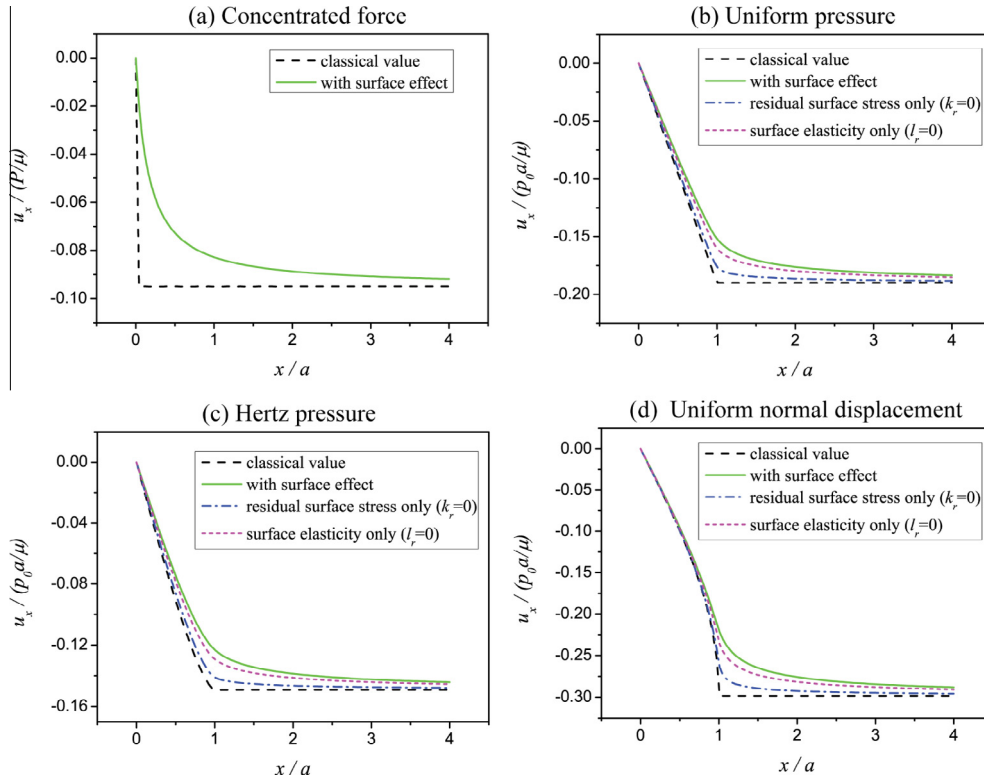 (a) Concentrated force
0.00
-0.02
-0.04
-0.06
-0.08
-0.10
u_x / (P/μ)
classical value
with surface effect
0 1 2 3 4
x / a
(b) Uniform pressure
0.00
-0.05
-0.10
-0.15
-0.20
u_x / (p_0a/μ)
classical value
with surface effect
residual surface stress only (k_r=0)
surface elasticity only (l_r=0)
0 1 2 3 4
x / a
(c) Hertz pressure
0.00
-0.04
-0.08
-0.12
-0.16
u_x / (p_0a/μ)
classical value
with surface effect
residual surface stress only (k_r=0)
surface elasticity only (l_r=0)
0 1 2 3 4
x / a
(d) Uniform normal displacement
0.00
-0.05
-0.10
-0.15
-0.20
-0.25
-0.30
u_x / (p_0a/μ)
classical value
with surface effect
residual surface stress only (k_r=0)
surface elasticity only (l_r=0)
0 1 2 3 4
x / a